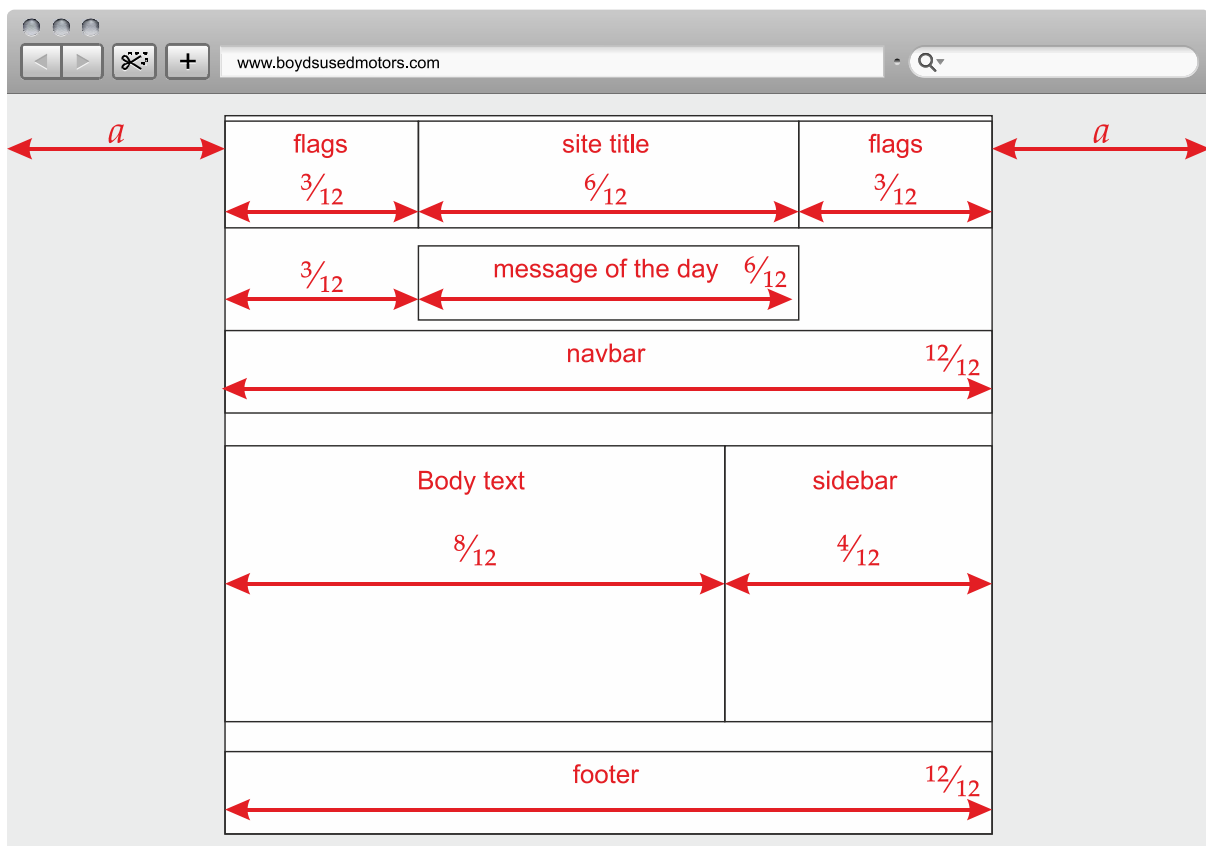 www.boydsusedmotors.com
a a
flags site title flags
3/12 6/12 3/12
message of the day 6/12
3/12
navbar 12/12
Body text sidebar
8/12 4/12
footer 12/12